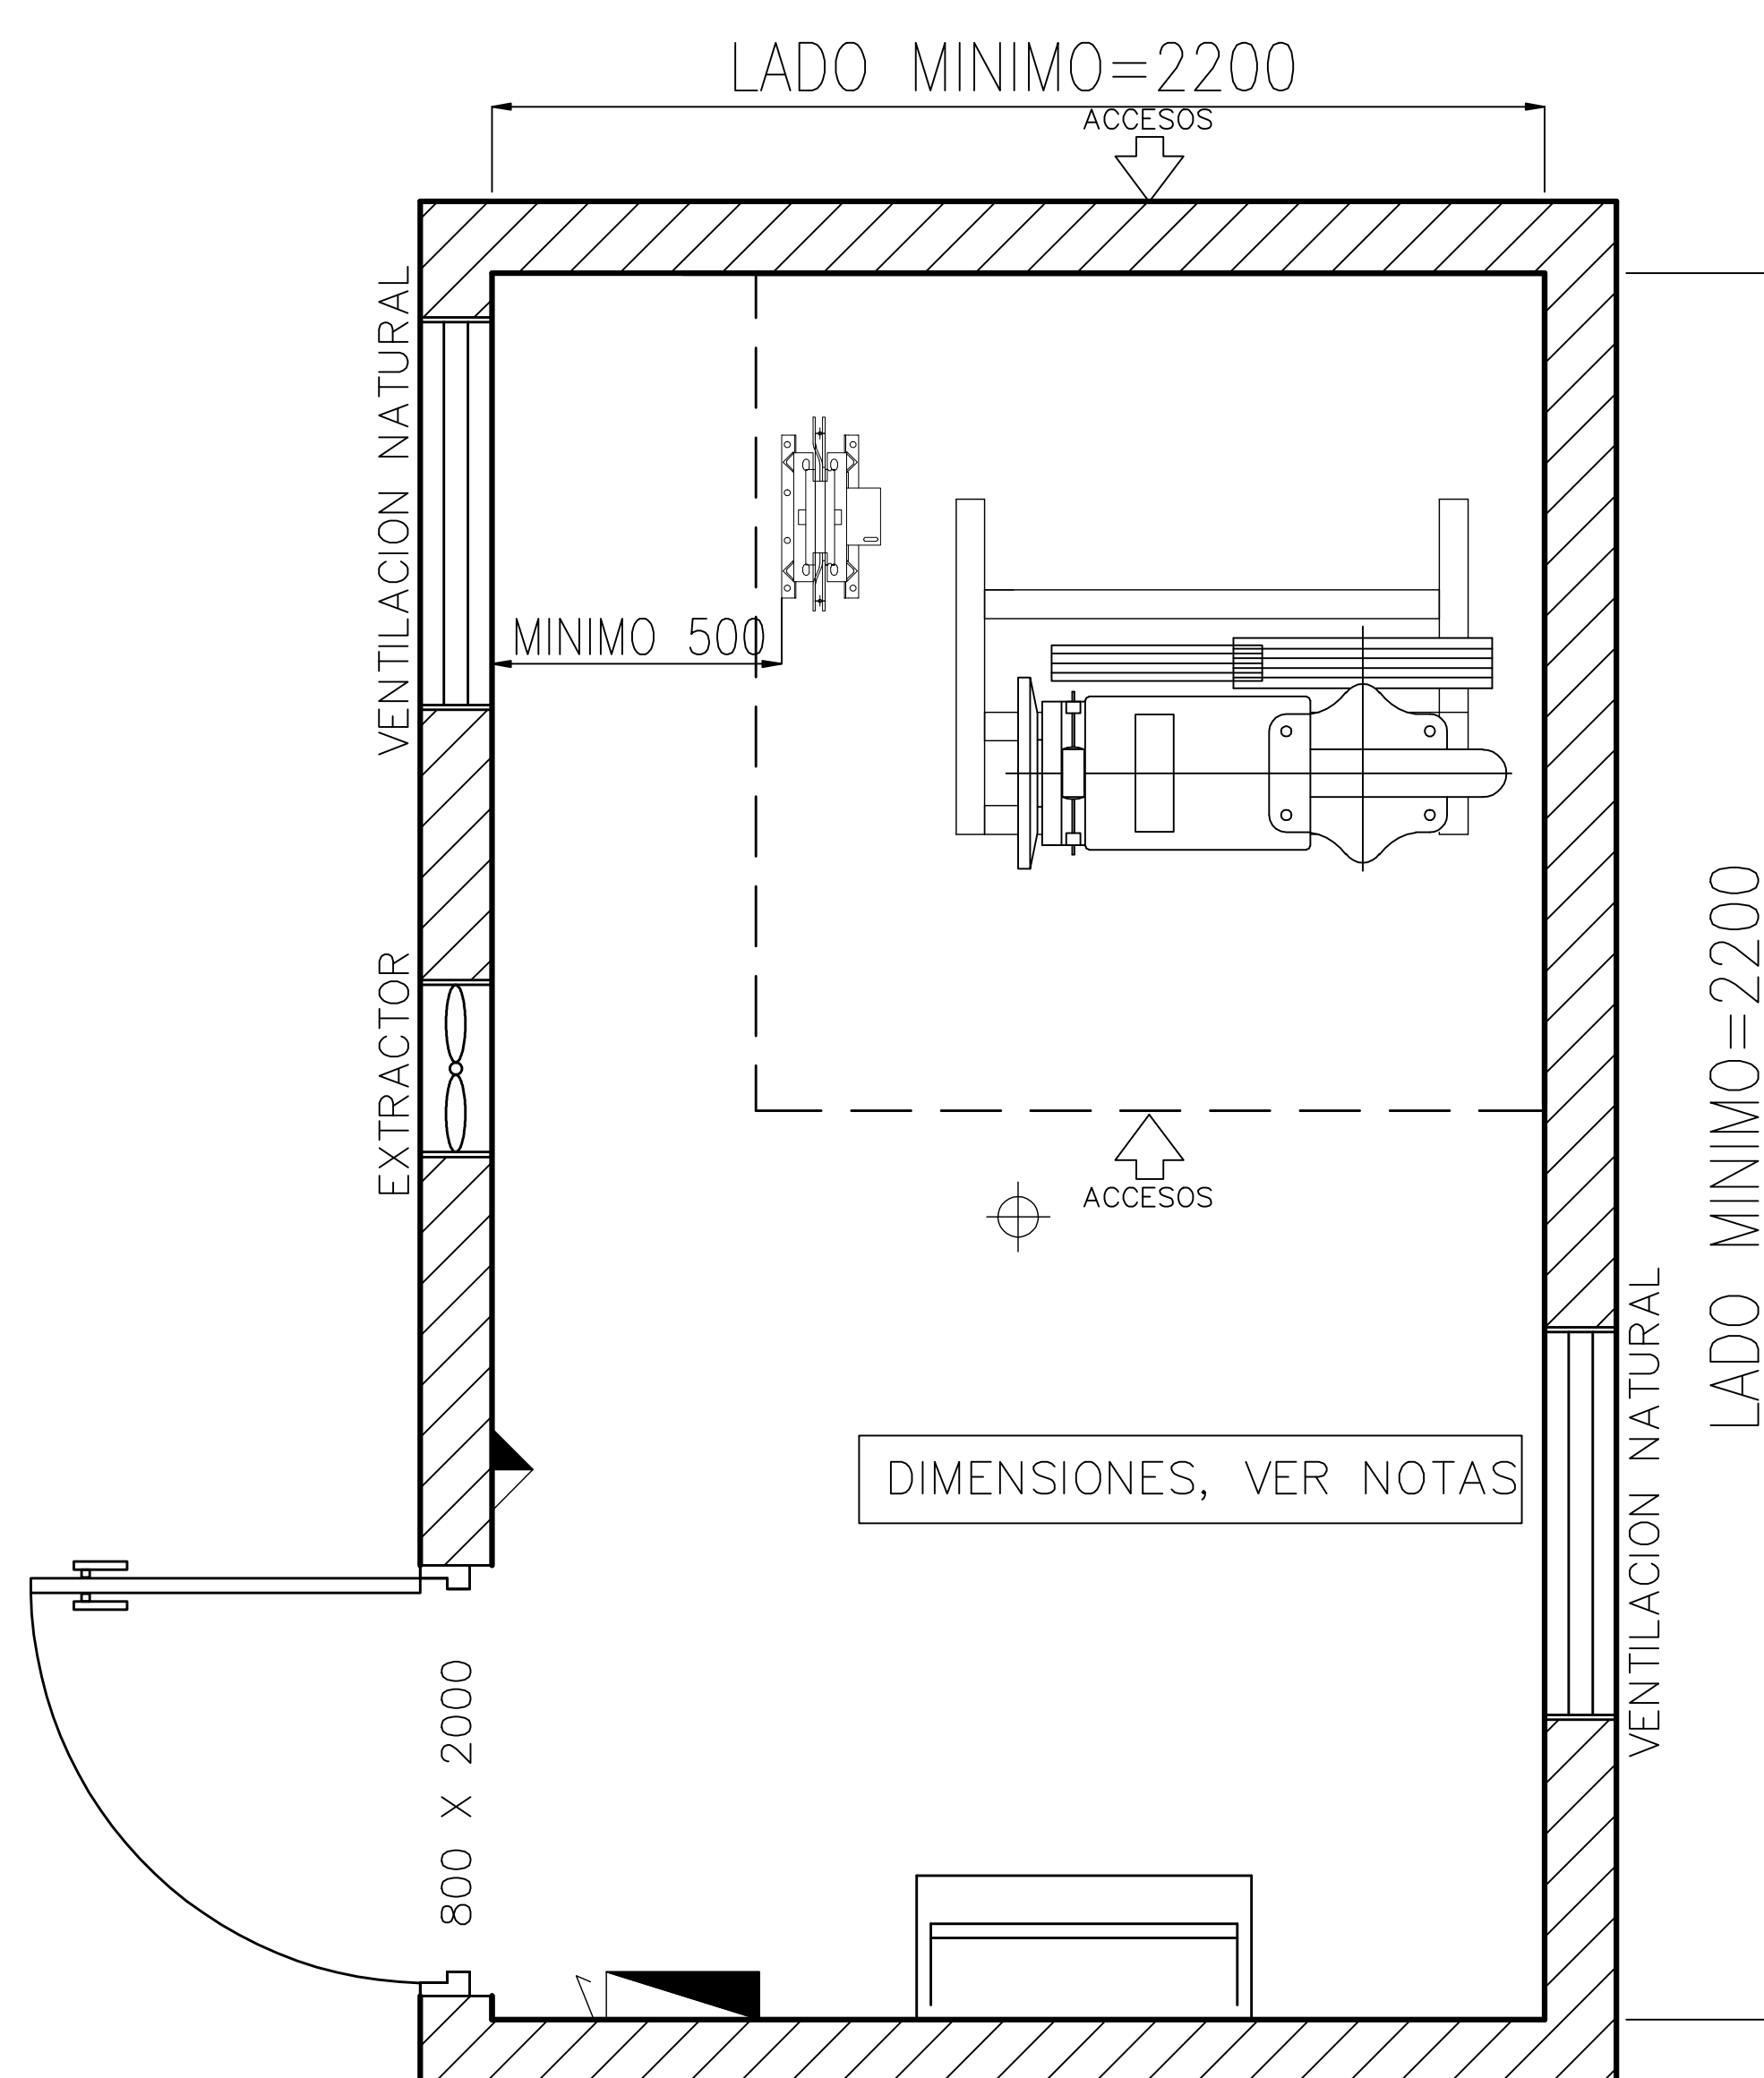 LADO MINIMO=2200
ACCESOS
VENTILACION NATURAL
MINIMO 500
LADO MINIMO=2200
EXTRACTOR
ACCESOS
VENTILACION NATURAL
DIMENSIONES, VER NOTAS
800 X 2000